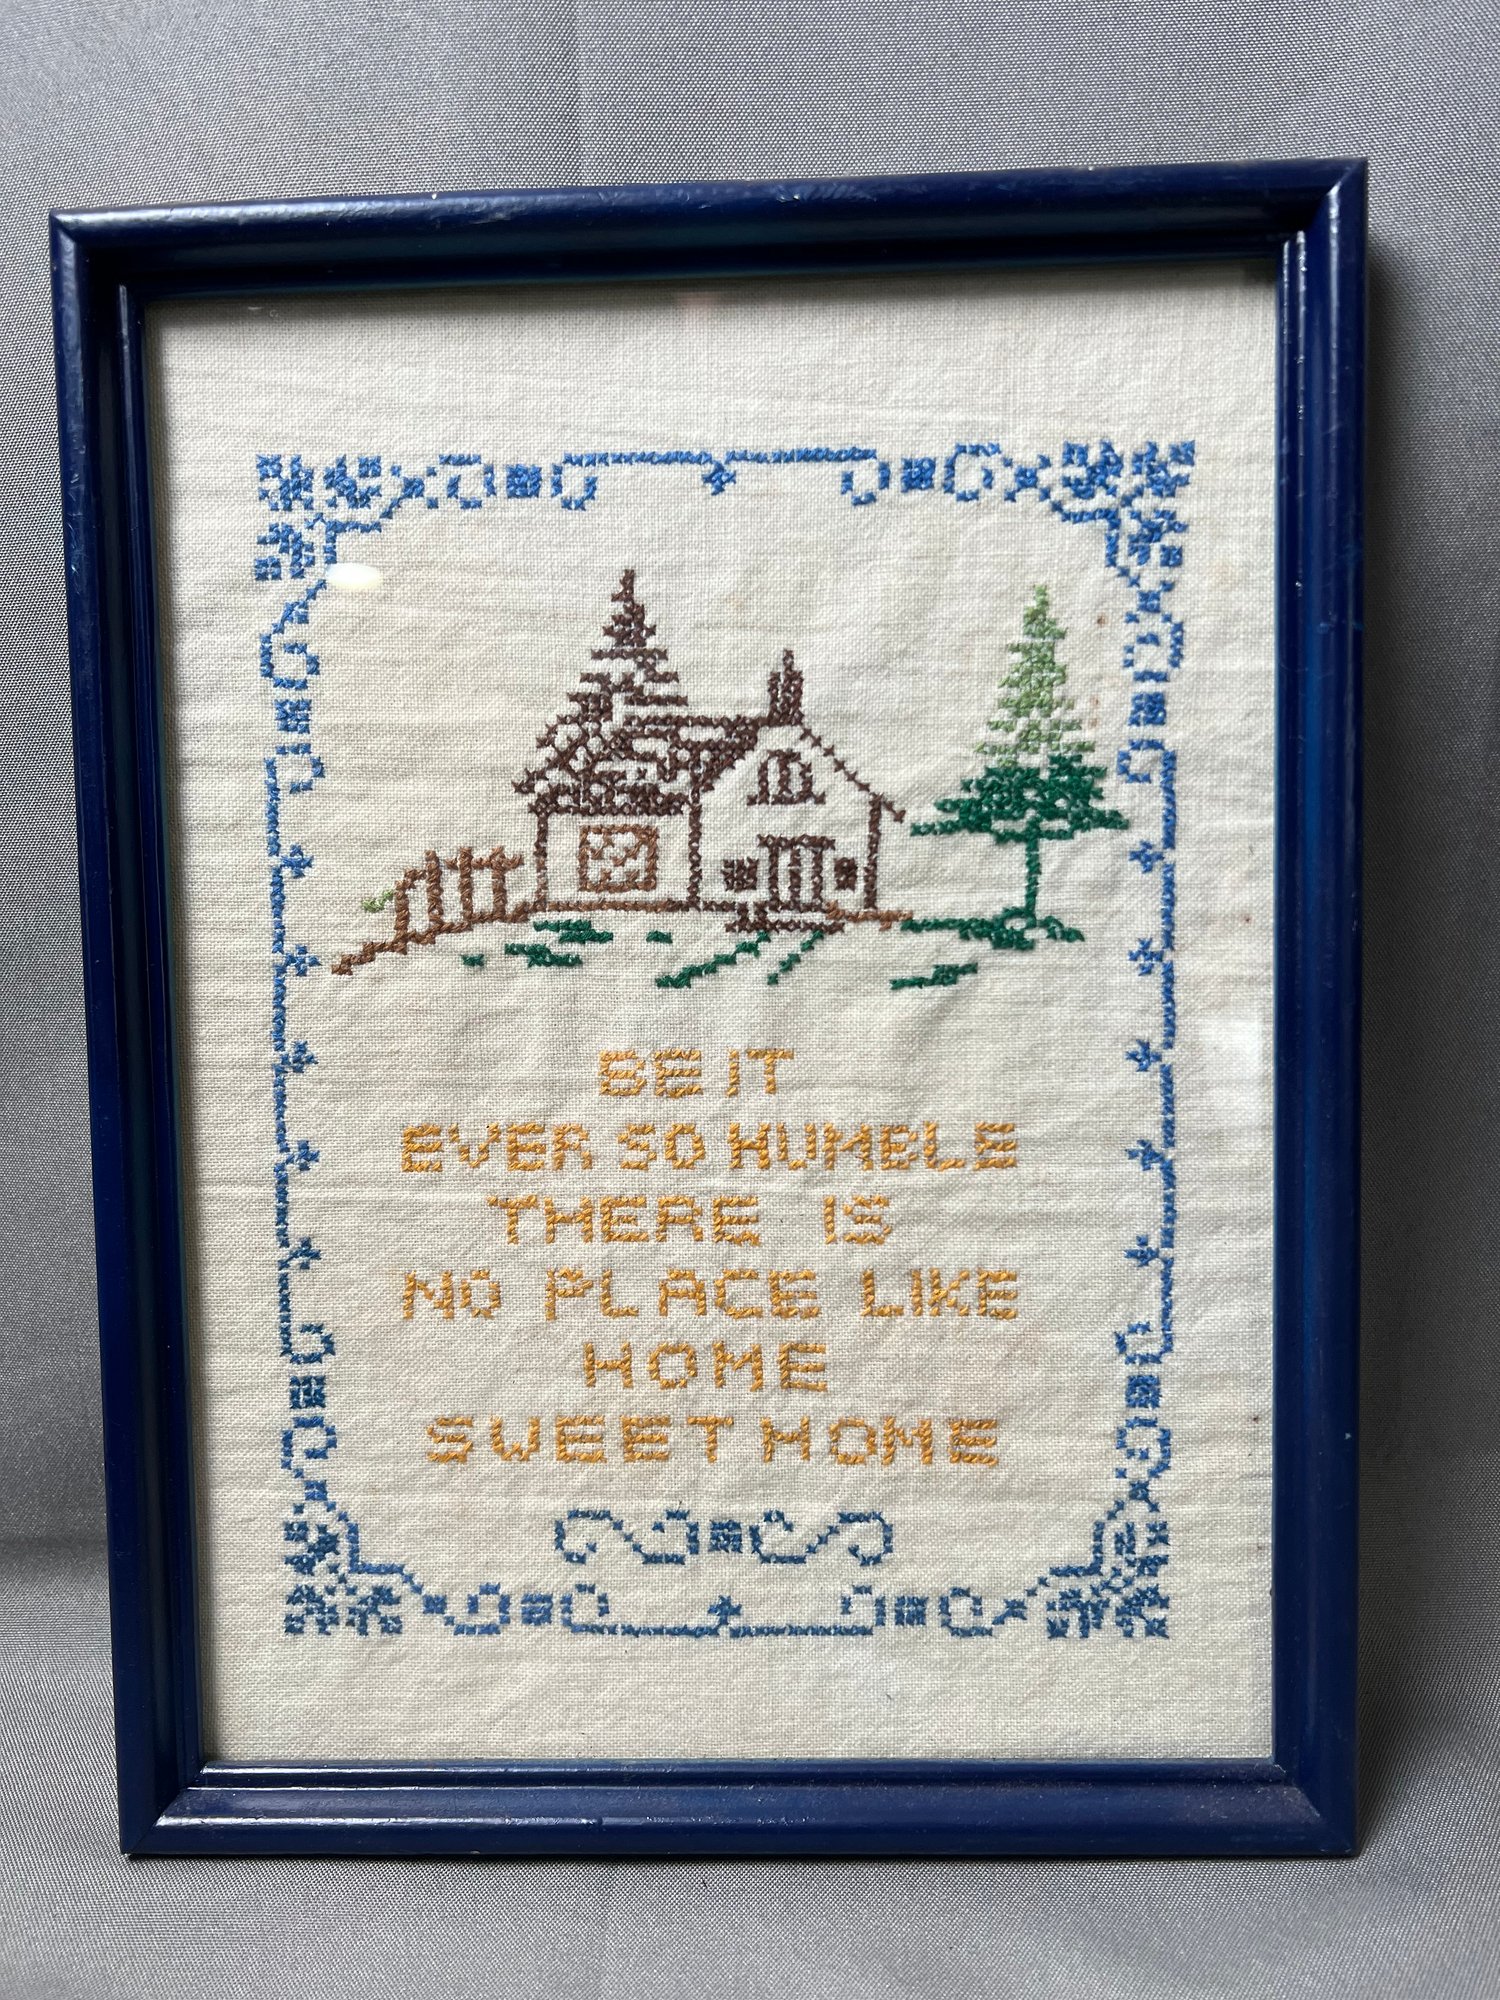 BE IT
EVER SO HUMBLE
THERE IS
NO PLACE LIKE
HOME
SWEET HOME